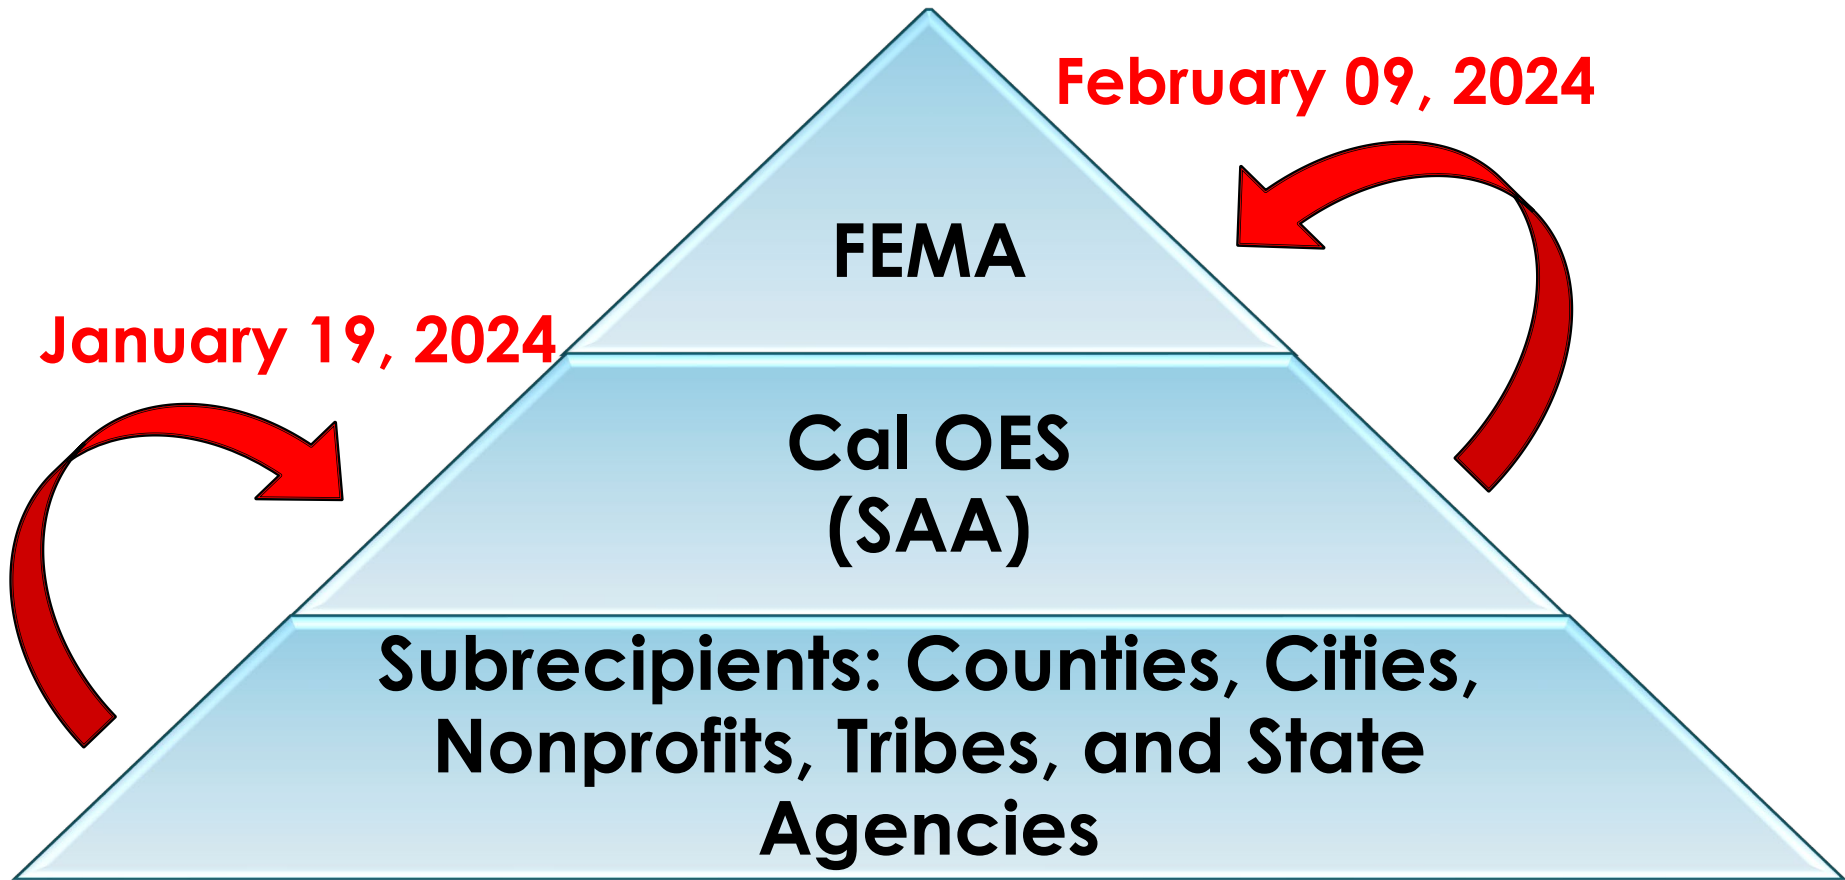 February 09, 2024
FEMA
January 19, 2024
Cal OES
(SAA)
Subrecipients: Counties, Cities,
Nonprofits, Tribes, and State
Agencies